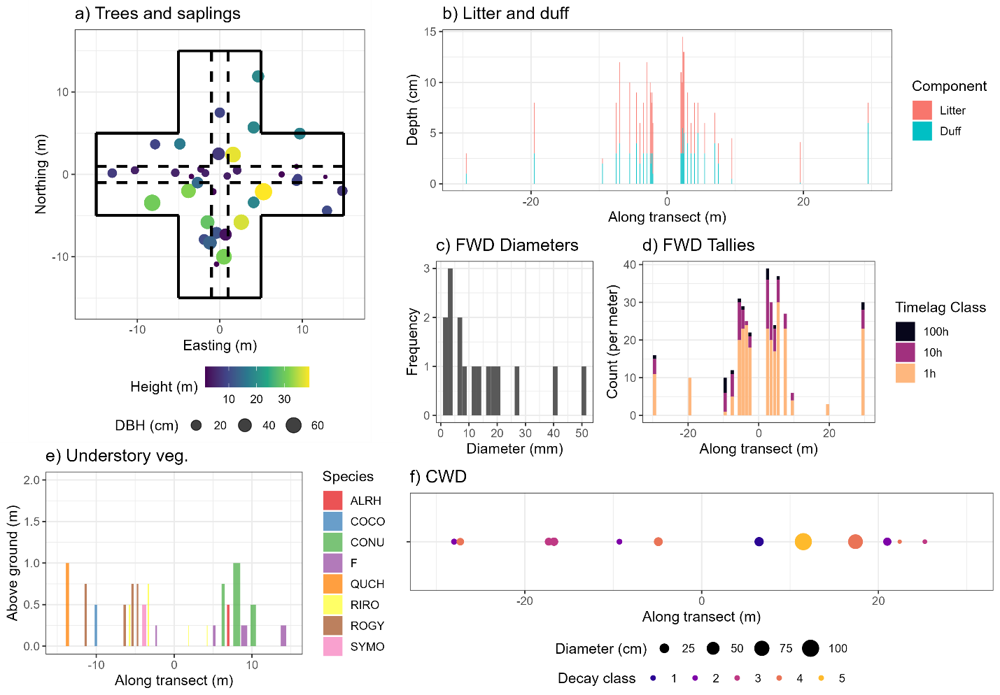 a) Trees and saplings
10
0
-10
Northing (m)
-10 0 10
Easting (m)
Height (m)
10 20 30
DBH (cm) 20 40 60
b) Litter and duff
15
10
5
0
Depth (cm)
-20 0 20
Along transect (m)
Component
Litter
Duff
c) FWD Diameters
3
2
1
0
Frequency
0 10 20 30 40 50
Diameter (mm)
d) FWD Tallies
40
30
20
10
0
Count (per meter)
-20 0 20
Along transect (m)
Timelag Class
100h
10h
1h
e) Understory veg.
2.0
1.5
1.0
0.5
0.0
Above ground (m)
-10 0 10
Along transect (m)
Species
ALRH
COCO
CONU
F
QUCH
RIRO
ROGY
SYMO
f) CWD
-20 0 20
Along transect (m)
Diameter (cm) 25 50 75 100
Decay class 1 2 3 4 5